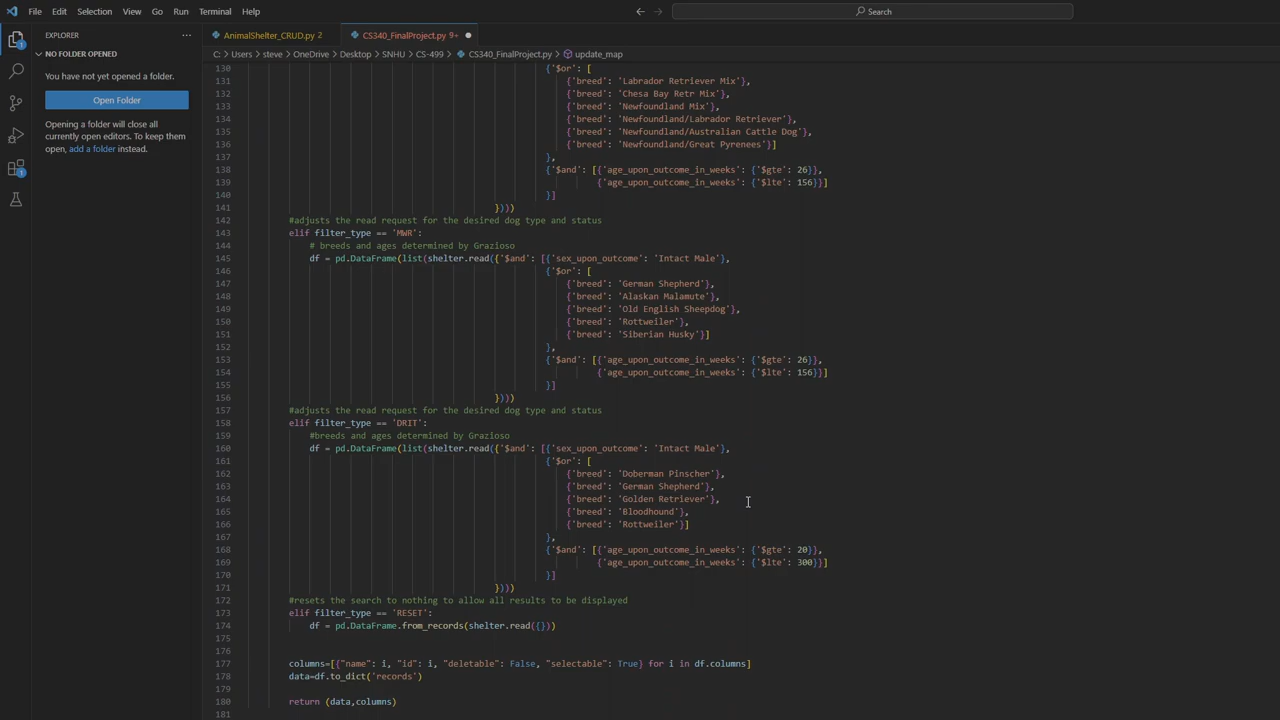 File Edit Selection View Go Run Terminal Help
Search
EXPLORER ...
AnimalShelter_CRUD.py 2
CS340_FinalProject.py 9+
NO FOLDER OPENED
C: > Users > steve > OneDrive > Desktop > SNHU > CS-499 > CS340_FinalProject.py > update_map
You have not yet opened a folder.
Open Folder
Opening a folder will close all
currently open editors. To keep them
open, add a folder instead.
1
1
130 {'$or': [
131 {'breed': 'Labrador Retriever Mix'},
132 {'breed': 'Chesa Bay Retr Mix'},
133 {'breed': 'Newfoundland Mix'},
134 {'breed': 'Newfoundland/Labrador Retriever'},
135 {'breed': 'Newfoundland/Australian Cattle Dog'},
136 {'breed': 'Newfoundland/Great Pyrenees'}]
137 },
138 {'$and': [{'age_upon_outcome_in_weeks': {'$gte': 26}},
139 {'age_upon_outcome_in_weeks': {'$lte': 156}}]
140 }]
141 })))
142 #adjusts the read request for the desired dog type and status
143 elif filter_type == 'MWR':
144 # breeds and ages determined by Grazioso
145 df = pd.DataFrame(list(shelter.read({'$and': [{'sex_upon_outcome': 'Intact Male'},
146 {'$or': [
147 {'breed': 'German Shepherd'},
148 {'breed': 'Alaskan Malamute'},
149 {'breed': 'Old English Sheepdog'},
150 {'breed': 'Rottweiler'},
151 {'breed': 'Siberian Husky'}]
152 },
153 {'$and': [{'age_upon_outcome_in_weeks': {'$gte': 26}},
154 {'age_upon_outcome_in_weeks': {'$lte': 156}}]
155 }]
156 })))
157 #adjusts the read request for the desired dog type and status
158 elif filter_type == 'DRIT':
159 #breeds and ages determined by Grazioso
160 df = pd.DataFrame(list(shelter.read({'$and': [{'sex_upon_outcome': 'Intact Male'},
161 {'$or': [
162 {'breed': 'Doberman Pinscher'},
163 {'breed': 'German Shepherd'},
164 {'breed': 'Golden Retriever'},
165 {'breed': 'Bloodhound'},
166 {'breed': 'Rottweiler'}]
167 },
168 {'$and': [{'age_upon_outcome_in_weeks': {'$gte': 20}},
169 {'age_upon_outcome_in_weeks': {'$lte': 300}}]
170 }]
171 })))
172 #resets the search to nothing to allow all results to be displayed
173 elif filter_type == 'RESET':
174 df = pd.DataFrame.from_records(shelter.read({}))
175
176
177 columns=[{"name": i, "id": i, "deletable": False, "selectable": True} for i in df.columns]
178 data=df.to_dict('records')
179
180 return (data,columns)
181